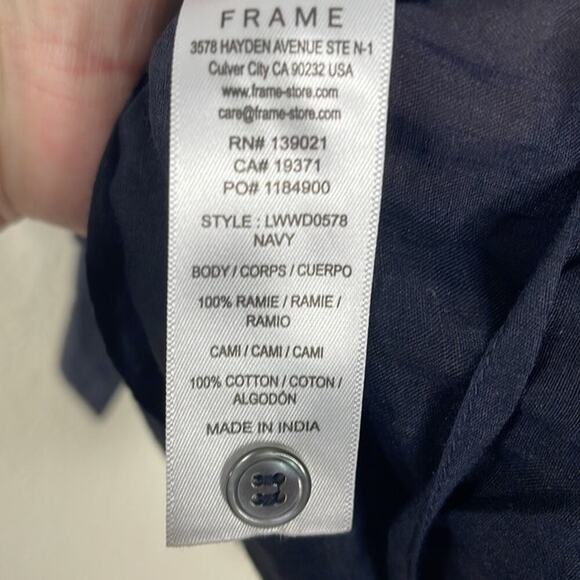 FRAME
3578 HAYDEN AVENUE STE N-1
Culver City CA 90232 USA
www.frame-store.com
care@frame-store.com
RN# 139021
CA# 19371
PO# 1184900
STYLE : LWWD0578
NAVY
BODY / CORPS / CUERPO
100% RAMIE / RAMIE /
RAMIO
CAMI / CAMI / CAMI
100% COTTON / COTON /
ALGODÓN
MADE IN INDIA